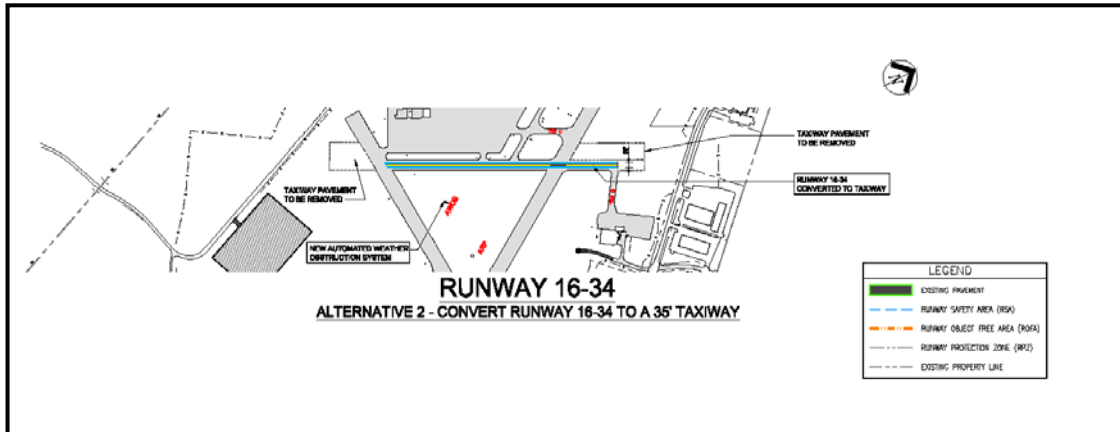 TAXIWAY PAVEMENT
TO BE REMOVED
RUNWAY 16-34
CONVERTED TO TAXIWAY
TAXIWAY PAVEMENT
TO BE REMOVED
NEW AUTOMATED WEATHER
OBSTRUCTION SYSTEM
RUNWAY 16-34
ALTERNATIVE 2 - CONVERT RUNWAY 16-34 TO A 35' TAXIWAY
LEGEND
EXISTING PAVEMENT
RUNWAY SAFETY AREA (RSA)
RUNWAY OBJECT FREE AREA (ROFA)
RUNWAY PROTECTION ZONE (RPZ)
EXISTING PROPERTY LINE